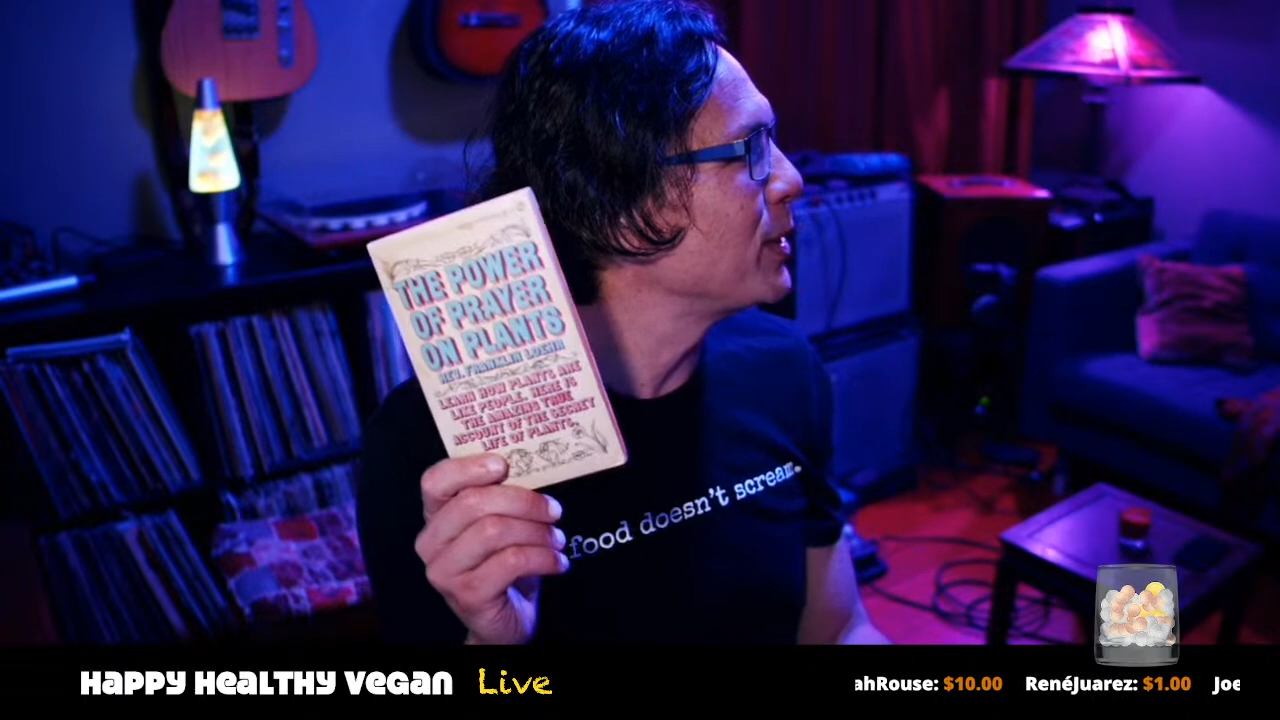 THE POWER
OF PRAYER
ON PLANTS
REV. FRANKLIN LOEHR
LEARN HOW PLANTS ARE
LIKE PEOPLE. HERE IS
THE AMAZING TRUE
ACCOUNT OF THE SECRET
LIFE OF PLANTS.
food doesn't scream.
HAPPY HEALTHY VEGAN Live
ahRouse: $10.00 RenéJuarez: $1.00 Joe